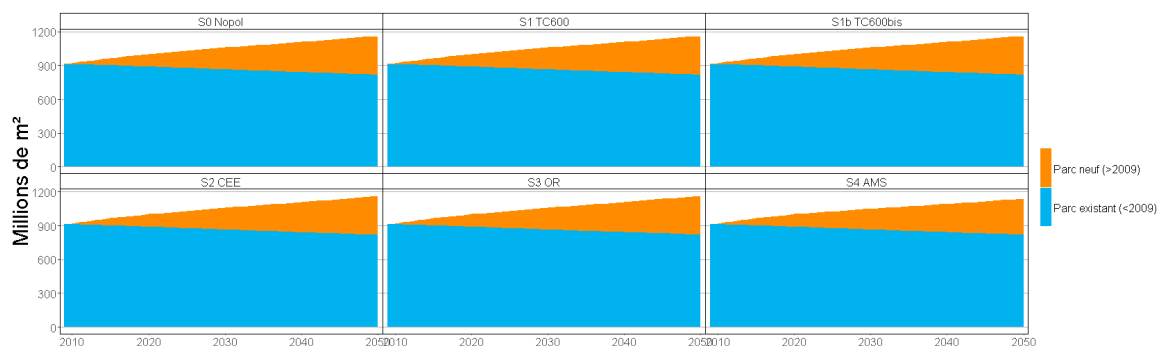 S0 Nopol
S1 TC600
S1b TC600bis
1200
900
600
300
0
S2 CEE
S3 OR
S4 AMS
1200
900
600
300
0
2010
2020
2030
2040
2050
2010
2020
2030
2040
2050
2010
2020
2030
2040
2050
Millions de m²
Parc neuf (>2009)
Parc existant (<2009)